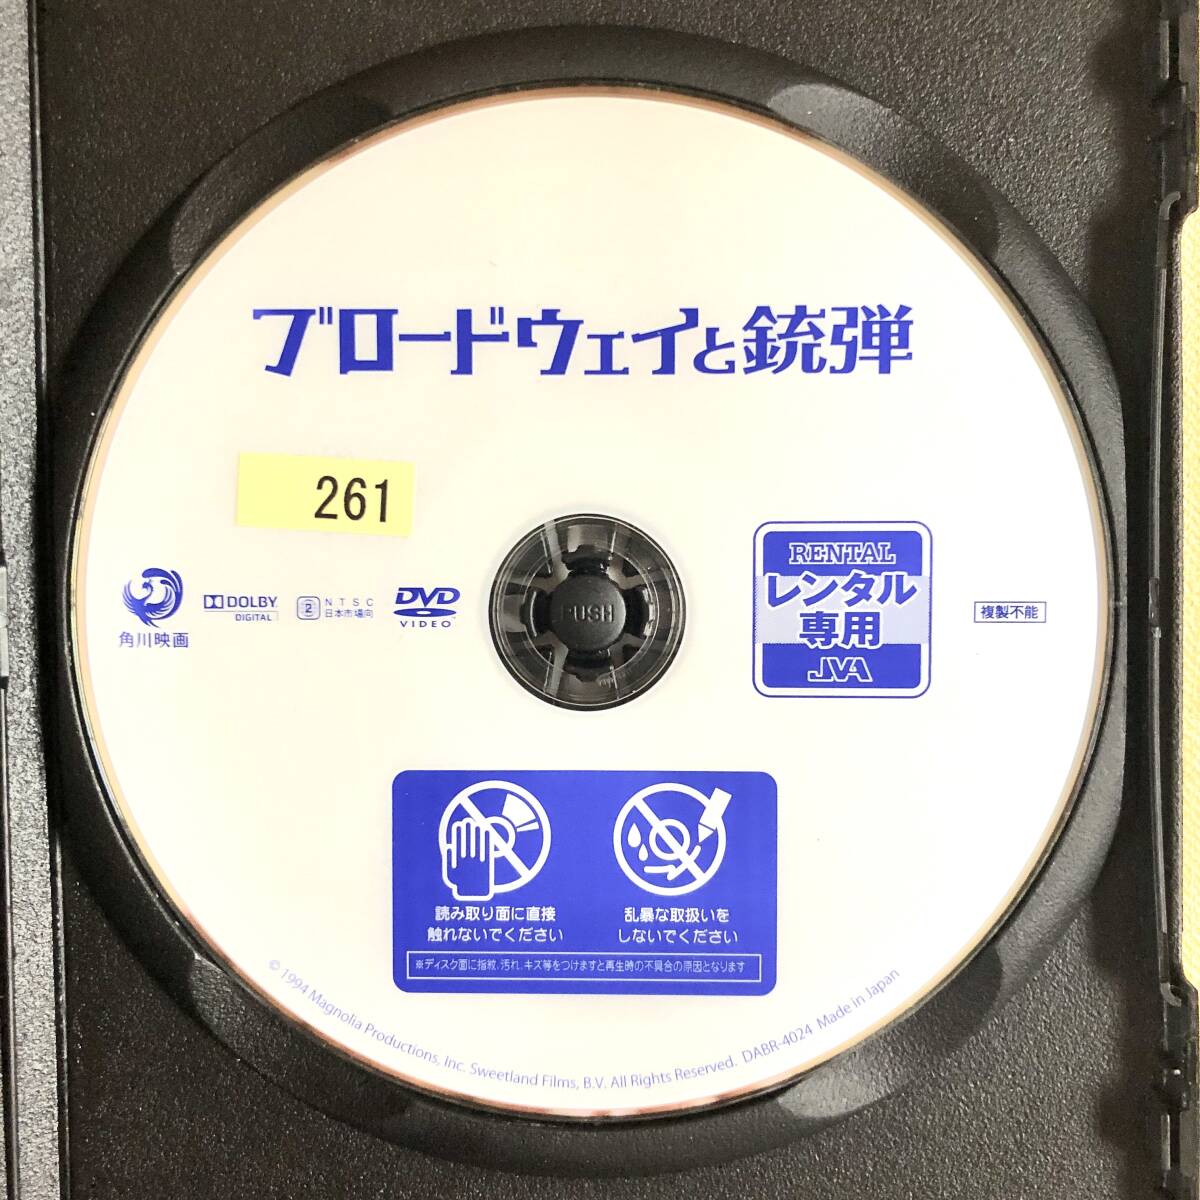 ブロードウェイと銃弾
261
角川映画
DOLBY
DIGITAL
2
NTSC
日本市場向
DVD
VIDEO
PUSH
RENTAL
レンタル
専用
JVA
複製不能
読み取り面に直接
触れないでください
乱暴な取扱いを
しないでください
※ディスク面に指紋、汚れ、キズ等をつけますと再生時の不具合の原因となります
© 1994 Magnolia Productions, Inc. Sweetland Films, B.V. All Rights Reserved. DABR-4024 Made in Japan